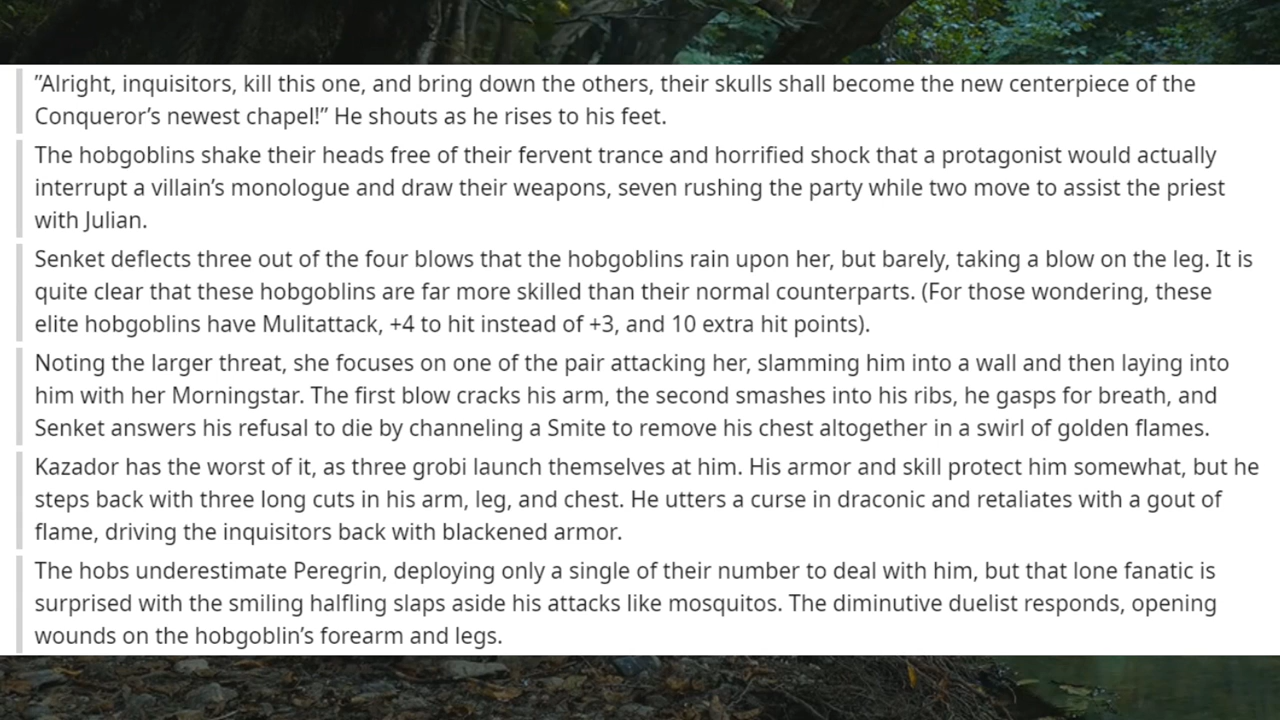 ”Alright, inquisitors, kill this one, and bring down the others, their skulls shall become the new centerpiece of the
Conqueror’s newest chapel!” He shouts as he rises to his feet.
The hobgoblins shake their heads free of their fervent trance and horrified shock that a protagonist would actually
interrupt a villain’s monologue and draw their weapons, seven rushing the party while two move to assist the priest
with Julian.
Senket deflects three out of the four blows that the hobgoblins rain upon her, but barely, taking a blow on the leg. It is
quite clear that these hobgoblins are far more skilled than their normal counterparts. (For those wondering, these
elite hobgoblins have Mulitattack, +4 to hit instead of +3, and 10 extra hit points).
Noting the larger threat, she focuses on one of the pair attacking her, slamming him into a wall and then laying into
him with her Morningstar. The first blow cracks his arm, the second smashes into his ribs, he gasps for breath, and
Senket answers his refusal to die by channeling a Smite to remove his chest altogether in a swirl of golden flames.
Kazador has the worst of it, as three grobi launch themselves at him. His armor and skill protect him somewhat, but he
steps back with three long cuts in his arm, leg, and chest. He utters a curse in draconic and retaliates with a gout of
flame, driving the inquisitors back with blackened armor.
The hobs underestimate Peregrin, deploying only a single of their number to deal with him, but that lone fanatic is
surprised with the smiling halfling slaps aside his attacks like mosquitos. The diminutive duelist responds, opening
wounds on the hobgoblin’s forearm and legs.